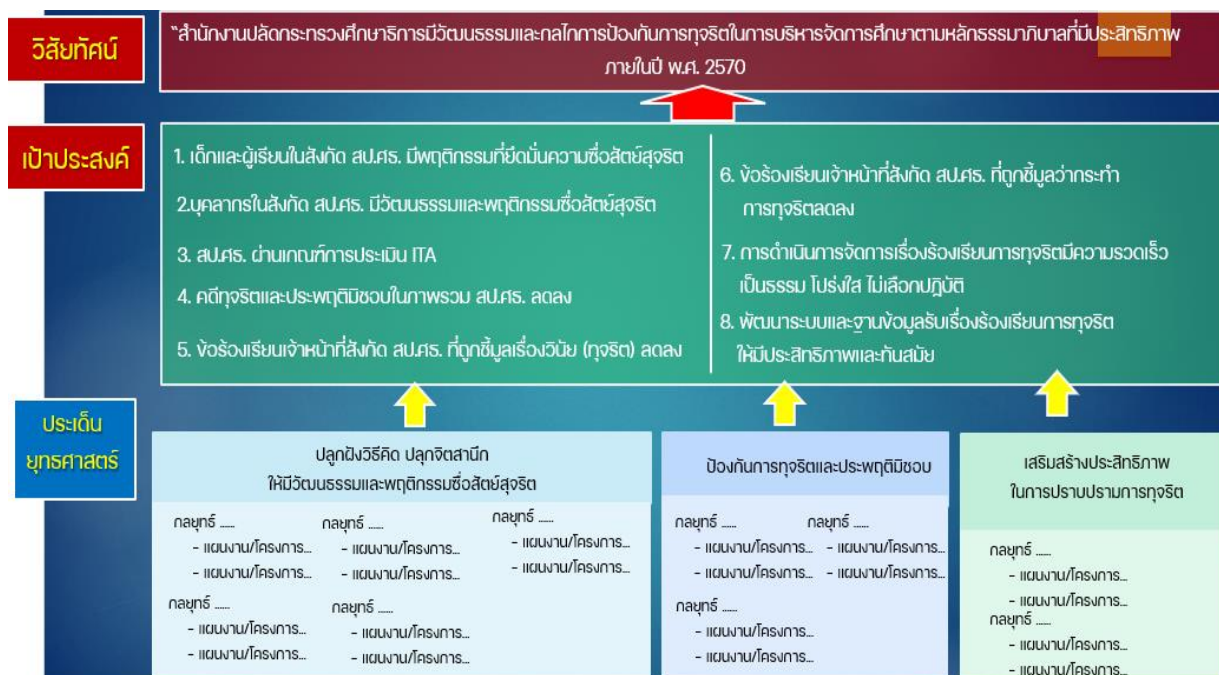 วิสัยทัศน์
“สำนักงานปลัดกระทรวงศึกษาธิการมีวัฒนธรรมและกลไกการป้องกันการทุจริตในการบริหารจัดการศึกษาตามหลักธรรมาภิบาลที่มีประสิทธิภาพ
ภายในปี พ.ศ. 2570
เป้าประสงค์
1. เด็กและผู้เรียนในสังกัด สป.ศธ. มีพฤติกรรมที่ยึดมั่นความซื่อสัตย์สุจริต
2.บุคลากรในสังกัด สป.ศธ. มีวัฒนธรรมและพฤติกรรมซื่อสัตย์สุจริต
3. สป.ศธ. ผ่านเกณฑ์การประเมิน ITA
4. คดีทุจริตและประพฤติมิชอบในภาพรวม สป.ศธ. ลดลง
5. ข้อร้องเรียนเจ้าหน้าที่สังกัด สป.ศธ. ที่ถูกชี้มูลเรื่องวินัย (ทุจริต) ลดลง
6. ข้อร้องเรียนเจ้าหน้าที่สังกัด สป.ศธ. ที่ถูกชี้มูลว่ากระทำ
การทุจริตลดลง
7. การดำเนินการจัดการเรื่องร้องเรียนการทุจริตมีความรวดเร็ว
เป็นธรรม โปร่งใส ไม่เลือกปฏิบัติ
8. พัฒนาระบบและฐานข้อมูลรับเรื่องร้องเรียนการทุจริต
ให้มีประสิทธิภาพและทันสมัย
ประเด็น
ยุทธศาสตร์
ปลูกฝังวิธีคิด ปลุกจิตสานึก
ให้มีวัฒนธรรมและพฤติกรรมซื่อสัตย์สุจริต
กลยุทธ์ ......
- แผนงาน/โครงการ...
- แผนงาน/โครงการ...
กลยุทธ์ ......
- แผนงาน/โครงการ...
- แผนงาน/โครงการ...
กลยุทธ์ ......
- แผนงาน/โครงการ...
- แผนงาน/โครงการ...
กลยุทธ์ ......
- แผนงาน/โครงการ...
- แผนงาน/โครงการ...
กลยุทธ์ ......
- แผนงาน/โครงการ...
- แผนงาน/โครงการ...
ป้องกันการทุจริตและประพฤติมิชอบ
กลยุทธ์ ......
- แผนงาน/โครงการ...
- แผนงาน/โครงการ...
กลยุทธ์ ......
- แผนงาน/โครงการ...
- แผนงาน/โครงการ...
กลยุทธ์ ......
- แผนงาน/โครงการ...
- แผนงาน/โครงการ...
เสริมสร้างประสิทธิภาพ
ในการปราบปรามการทุจริต
กลยุทธ์ ......
- แผนงาน/โครงการ...
- แผนงาน/โครงการ...
กลยุทธ์ ......
- แผนงาน/โครงการ...
- แผนงาน/โครงการ...